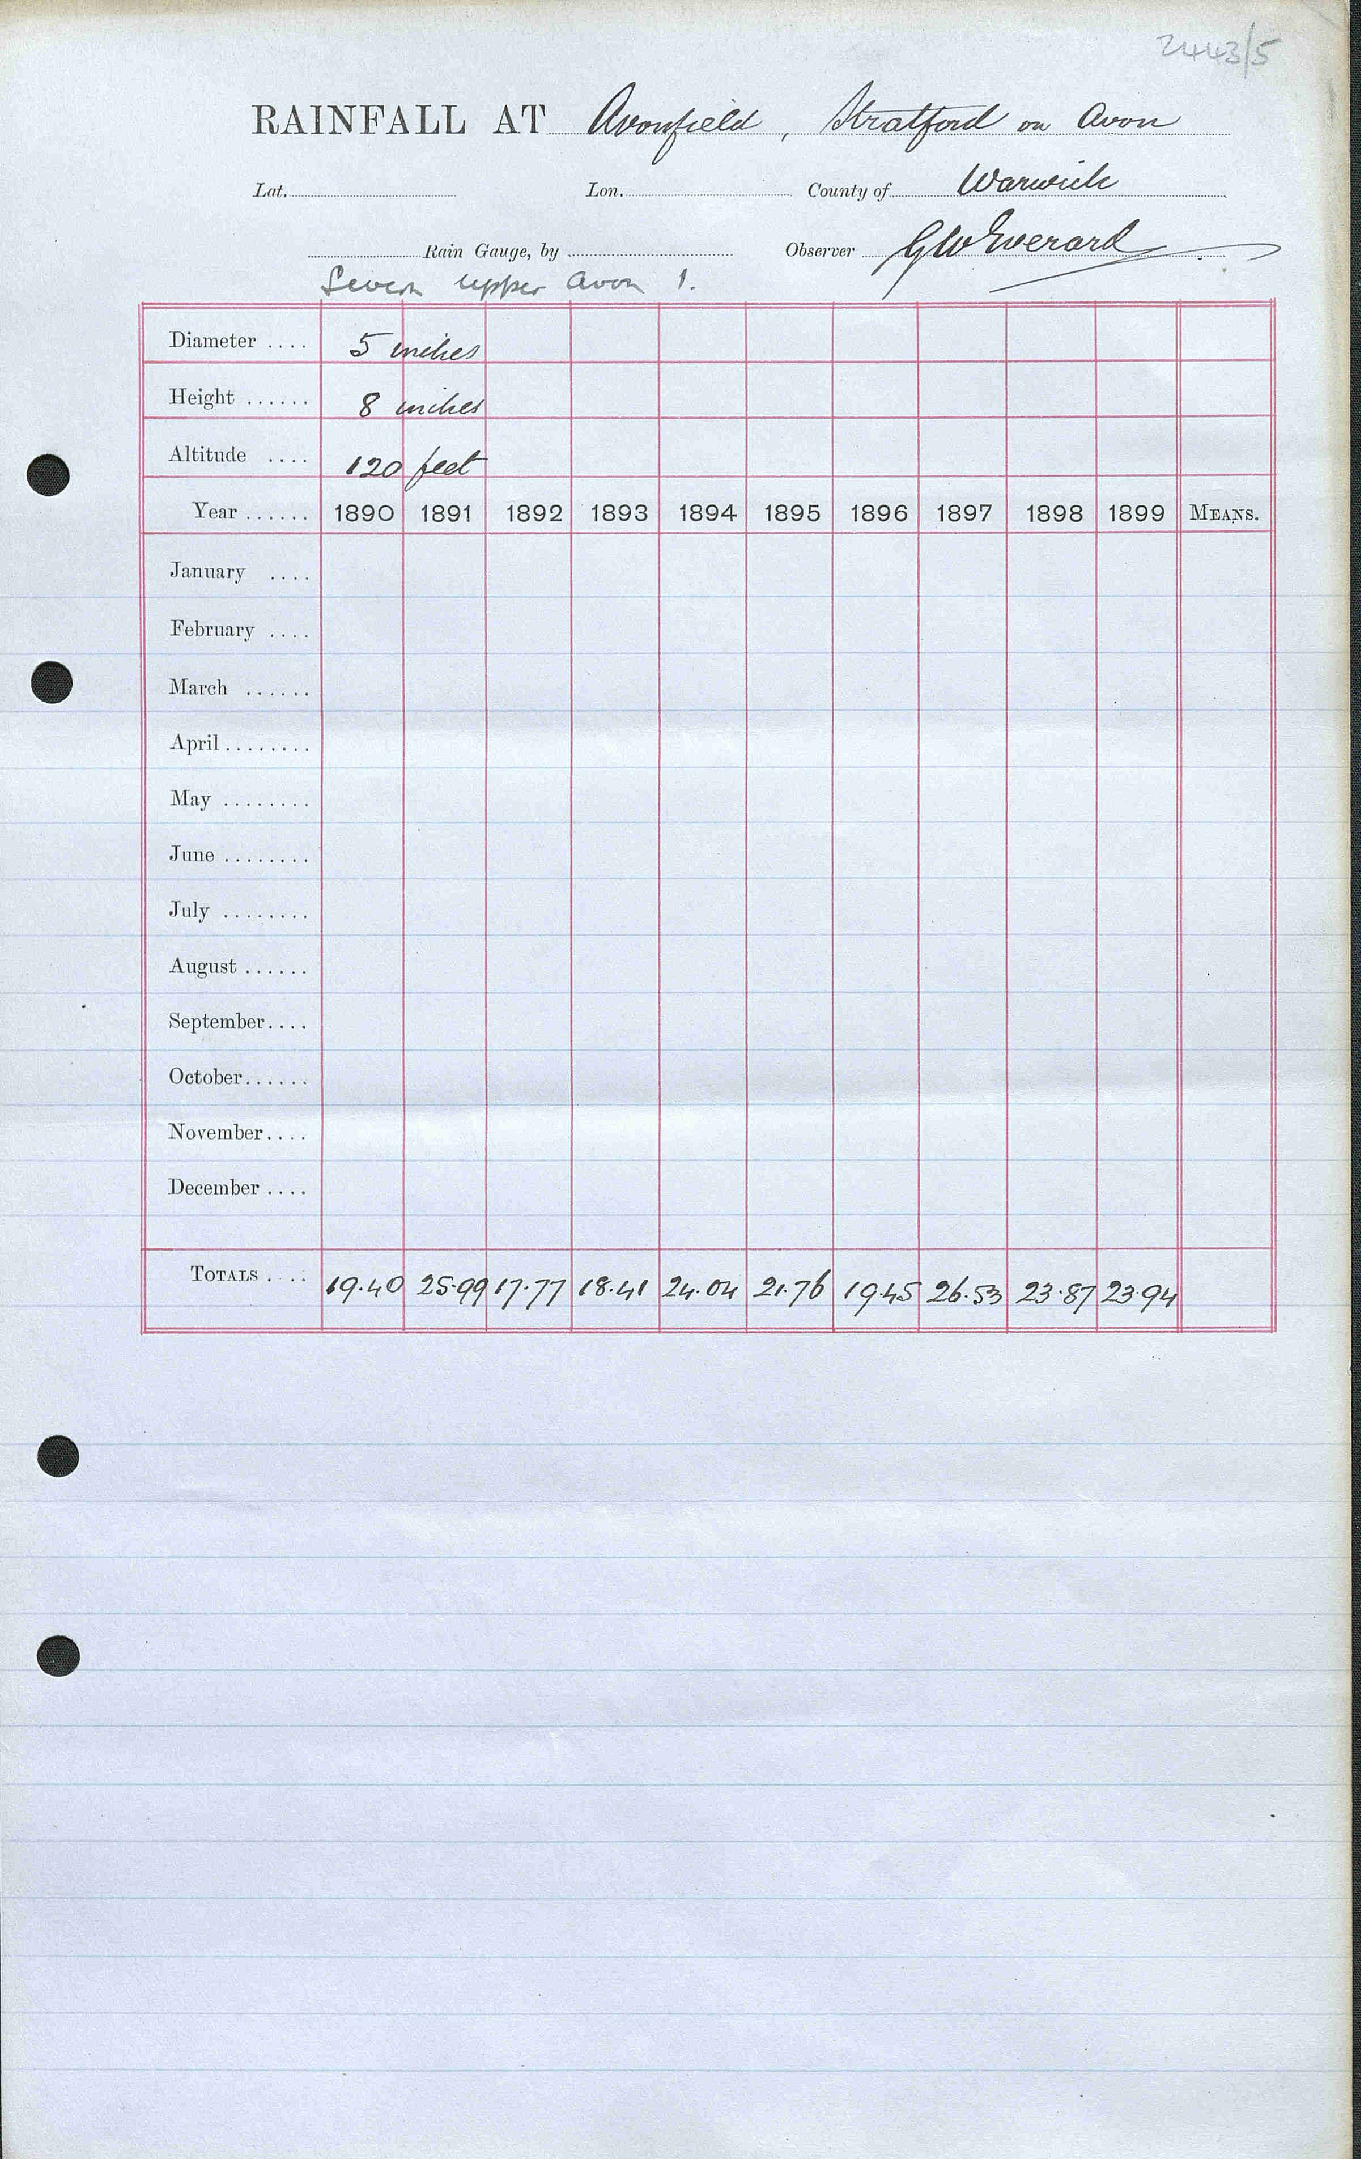 2443/5
RAINFALL AT Avonfield, Stratford on Avon
Lat. Lon. County of Warwick
Rain Gauge, by Observer G W Everard
Severn upper Avon 1.
Diameter .... 5 inches
Height ...... 8 inches
Altitude .... 120 feet
Year ...... 1890 1891 1892 1893 1894 1895 1896 1897 1898 1899 MEANS.
January ....
February ....
March ......
April ........
May ........
June ........
July ........
August ......
September....
October......
November....
December ....
TOTALS .... 19.40 25.99 17.77 18.41 24.04 21.76 19.45 26.53 23.87 23.94